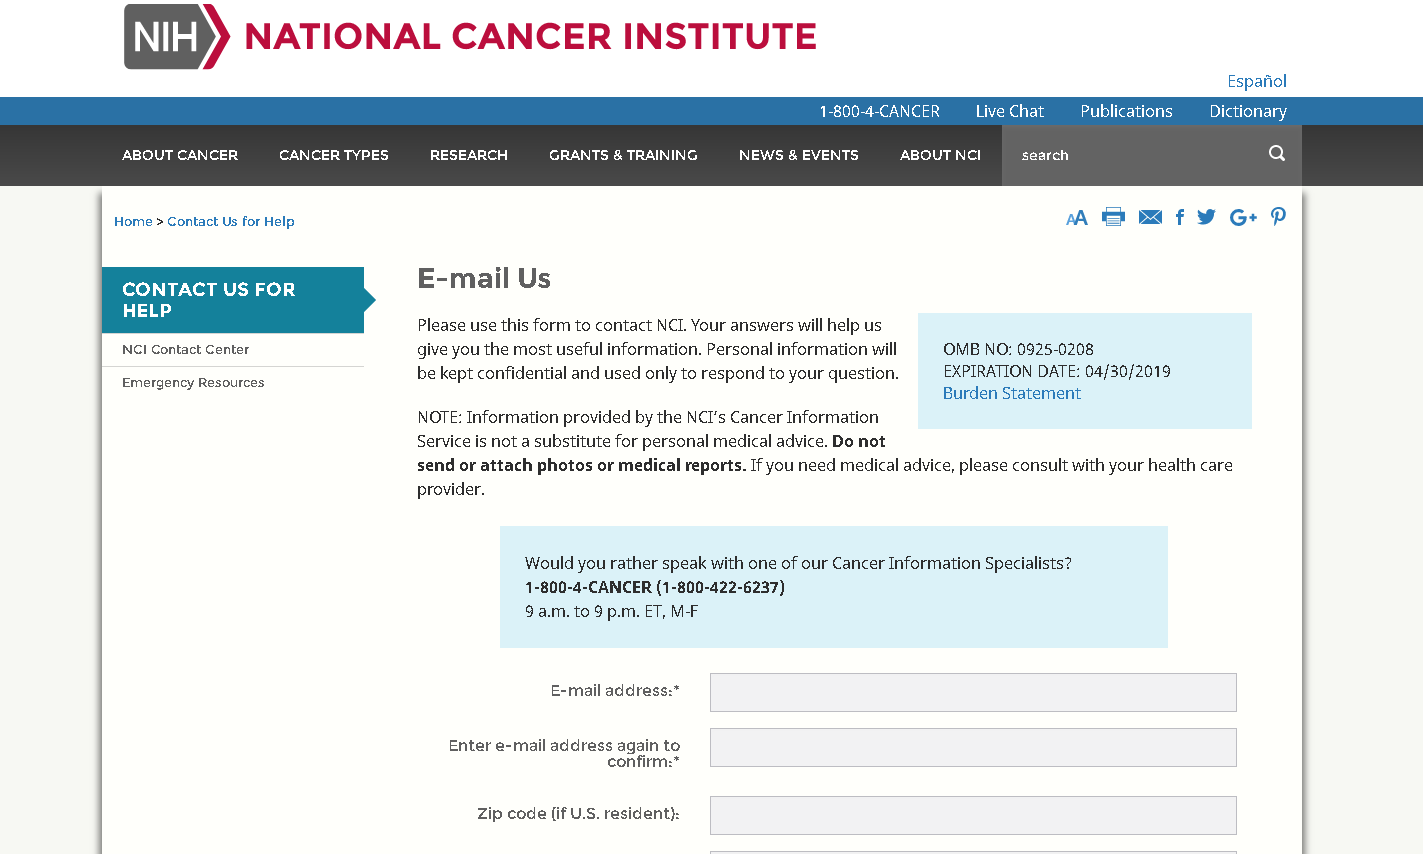 NIH NATIONAL CANCER INSTITUTE
Español
1-800-4-CANCER Live Chat Publications Dictionary
ABOUT CANCER CANCER TYPES RESEARCH GRANTS & TRAINING NEWS & EVENTS ABOUT NCI search
Home > Contact Us for Help
AA
CONTACT US FOR
HELP
NCI Contact Center
Emergency Resources
E-mail Us
Please use this form to contact NCI. Your answers will help us
give you the most useful information. Personal information will
be kept confidential and used only to respond to your question.
OMB NO: 0925-0208
EXPIRATION DATE: 04/30/2019
Burden Statement
NOTE: Information provided by the NCI’s Cancer Information
Service is not a substitute for personal medical advice. Do not
send or attach photos or medical reports. If you need medical advice, please consult with your health care
provider.
Would you rather speak with one of our Cancer Information Specialists?
1-800-4-CANCER (1-800-422-6237)
9 a.m. to 9 p.m. ET, M-F
E-mail address:*
Enter e-mail address again to
confirm:*
Zip code (if U.S. resident):